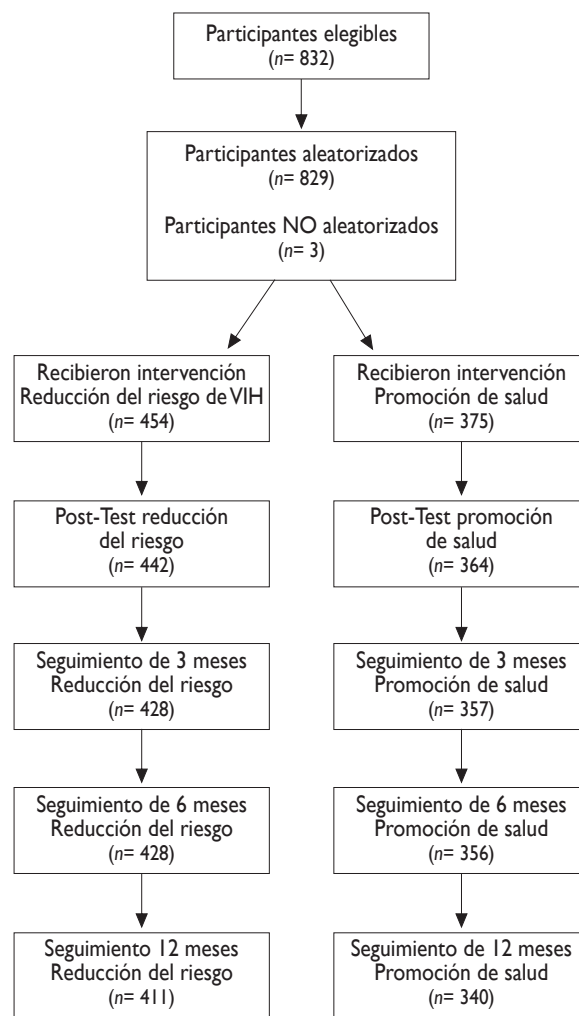 Participantes elegibles
(n= 832)
Participantes aleatorizados
(n= 829)
Participantes NO aleatorizados
(n= 3)
Recibieron intervención
Reducción del riesgo de VIH
(n= 454)
Recibieron intervención
Promoción de salud
(n= 375)
Post-Test reducción
del riesgo
(n= 442)
Post-Test promoción
de salud
(n= 364)
Seguimiento de 3 meses
Reducción del riesgo
(n= 428)
Seguimiento de 3 meses
Promoción de salud
(n= 357)
Seguimiento de 6 meses
Reducción del riesgo
(n= 428)
Seguimiento de 6 meses
Promoción de salud
(n= 356)
Seguimiento 12 meses
Reducción del riesgo
(n= 411)
Seguimiento de 12 meses
Promoción de salud
(n= 340)